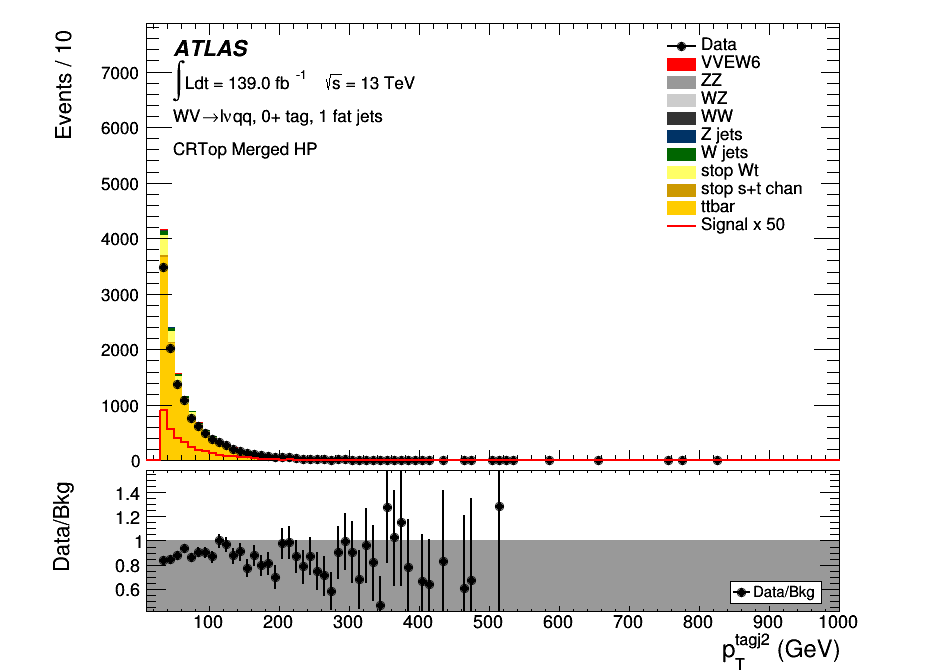 Events / 10
7000
6000
5000
4000
3000
2000
1000
0
ATLAS
∫Ldt = 139.0 fb⁻¹ √s = 13 TeV
WV→lνqq, 0+ tag, 1 fat jets
CRTop Merged HP
Data
VVEW6
ZZ
WZ
WW
Z jets
W jets
stop Wt
stop s+t chan
ttbar
Signal x 50
Data/Bkg
1.4
1.2
1
0.8
0.6
Data/Bkg
100 200 300 400 500 600 700 800 900 1000
p_T^tagj2 (GeV)